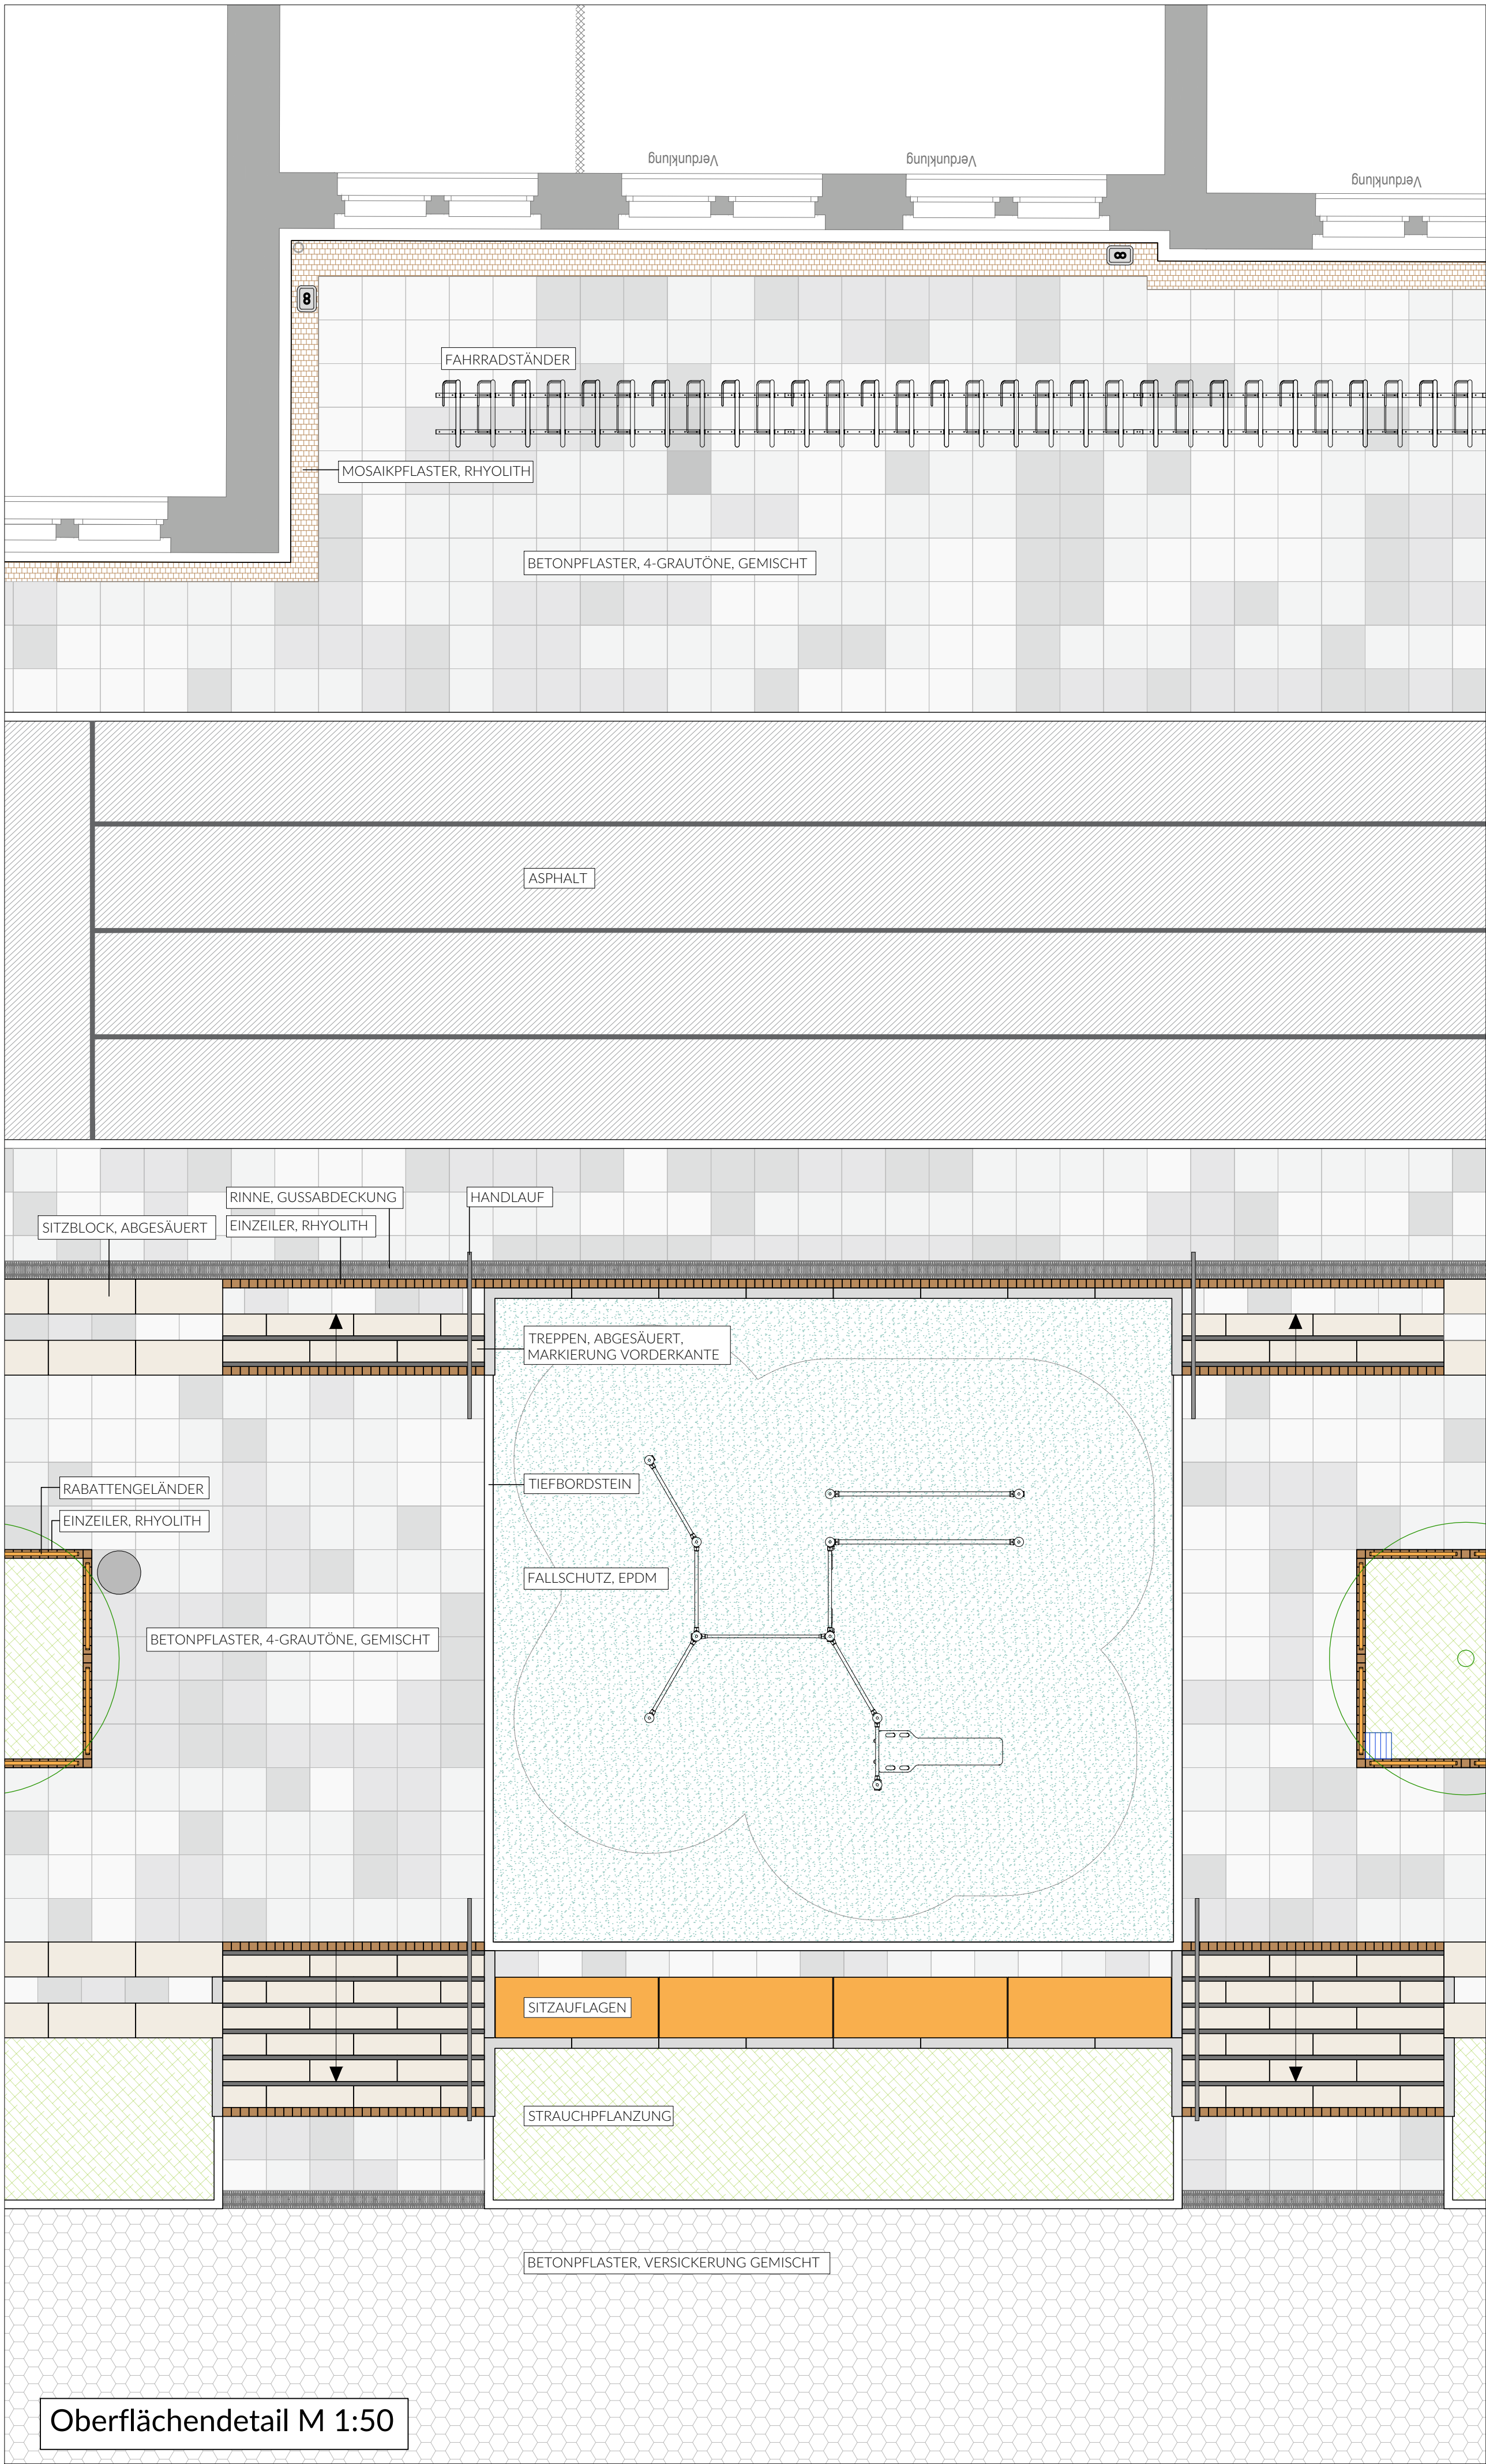 Verdunklung
Verdunklung
Verdunklung
8
8
FAHRRADSTÄNDER
MOSAIKPFLASTER, RHYOLITH
BETONPFLASTER, 4-GRAUTÖNE, GEMISCHT
ASPHALT
RINNE, GUSSABDECKUNG
HANDLAUF
SITZBLOCK, ABGESÄUERT
EINZEILER, RHYOLITH
TREPPEN, ABGESÄUERT,
MARKIERUNG VORDERKANTE
TIEFBORDSTEIN
RABATTENGELÄNDER
EINZEILER, RHYOLITH
FALLSCHUTZ, EPDM
BETONPFLASTER, 4-GRAUTÖNE, GEMISCHT
SITZAUFLAGEN
STRAUCHPFLANZUNG
BETONPFLASTER, VERSICKERUNG GEMISCHT
Oberflächendetail M 1:50